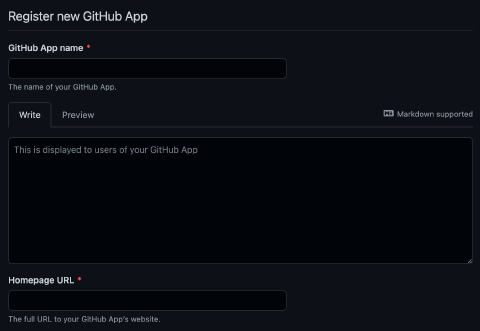 Register new GitHub App
GitHub App name *
The name of your GitHub App.
Write Preview Markdown supported
This is displayed to users of your GitHub App
Homepage URL *
The full URL to your GitHub App's website.